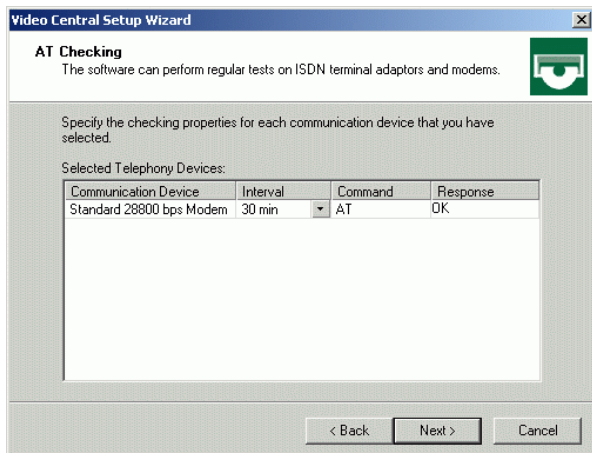 Video Central Setup Wizard
AT Checking
The software can perform regular tests on ISDN terminal adaptors and modems.
Specify the checking properties for each communication device that you have
selected.
Selected Telephony Devices:
Communication Device Interval Command Response
Standard 28800 bps Modem 30 min AT OK
< Back Next > Cancel